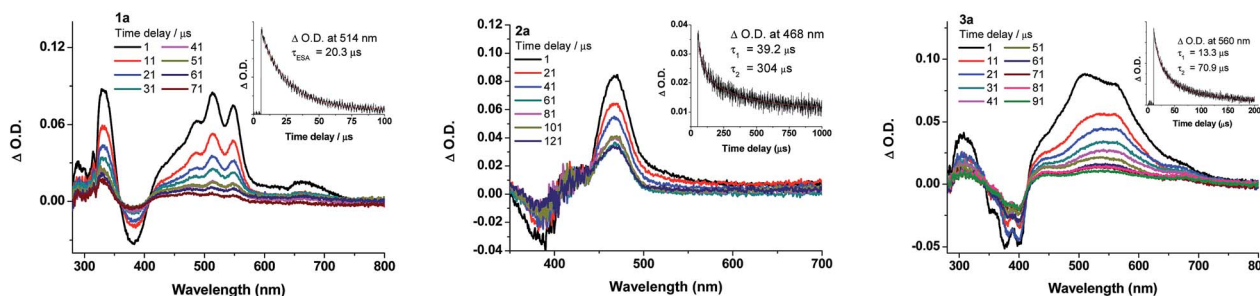 1a
Time delay / μs
1 41
11 51
21 61
31 71
Δ O.D. at 514 nm
τESA = 20.3 μs
Δ O.D.
0 25 50 75 100
Time delay / μs
Δ O.D.
0.12
0.08
0.04
0.00
300 400 500 600 700 800
Wavelength (nm)
2a
Time delay / μs
1
21
41
61
81
101
121
Δ O.D. at 468 nm
τ1 = 39.2 μs
τ2 = 304 μs
Δ O.D.
0.04
0.03
0.02
0.01
0 250 500 750 1000
Time delay (μs)
Δ O.D.
0.12
0.10
0.08
0.06
0.04
0.02
0.00
-0.02
-0.04
400 500 600 700
Wavelength (nm)
3a
Time delay / μs
1 51
11 61
21 71
31 81
41 91
Δ O.D. at 560 nm
τ1 = 13.3 μs
τ2 = 70.9 μs
Δ O.D.
0 50 100 150 200
Time delay (μs)
Δ O.D.
0.10
0.05
0.00
-0.05
300 400 500 600 700 800
Wavelength (nm)